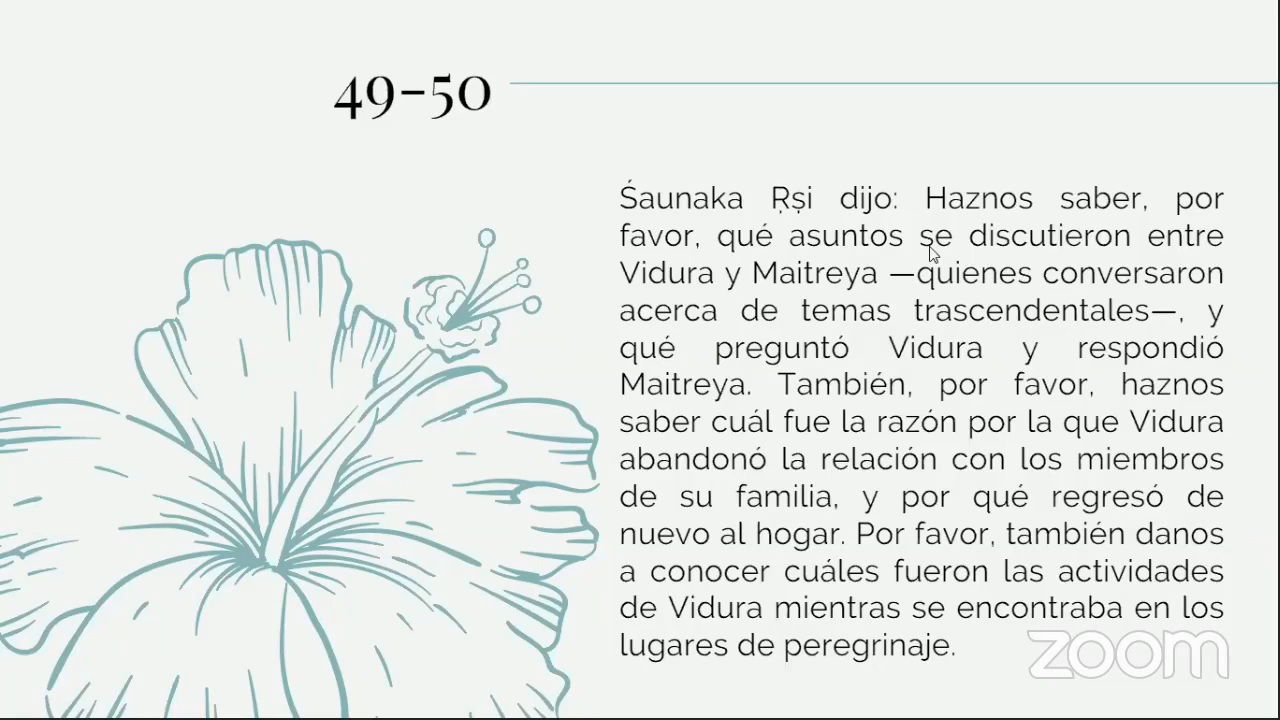 49-50
Śaunaka Ṛṣi dijo: Haznos saber, por
favor, qué asuntos se discutieron entre
Vidura y Maitreya —quienes conversaron
acerca de temas trascendentales—, y
qué preguntó Vidura y respondió
Maitreya. También, por favor, haznos
saber cuál fue la razón por la que Vidura
abandonó la relación con los miembros
de su familia, y por qué regresó de
nuevo al hogar. Por favor, también danos
a conocer cuáles fueron las actividades
de Vidura mientras se encontraba en los
lugares de peregrinaje.
zoom